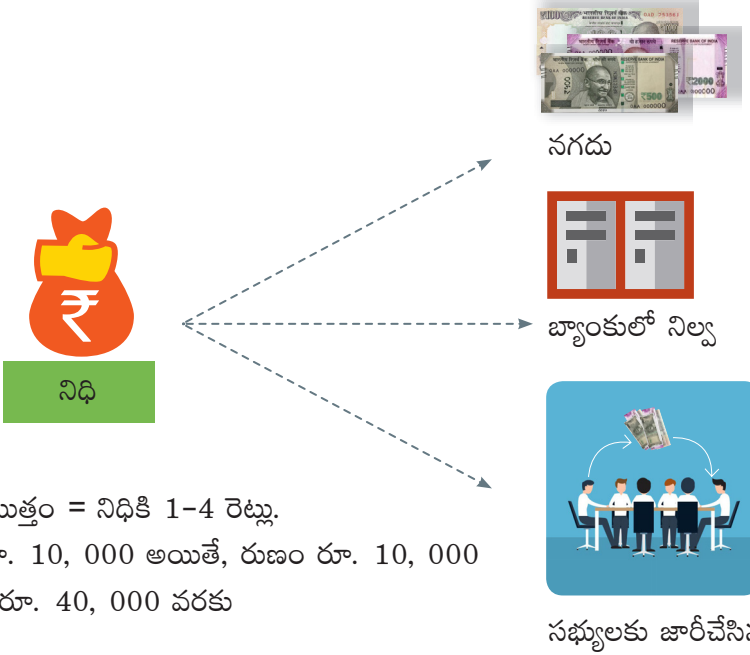 నగదు
బ్యాంకులో నిల్వ
నిధి
= నిధికి 1-4 రెట్లు.
10, 000 అయితే, రుణం రూ. 10, 000
రూ. 40, 000 వరకు
సభ్యులకు